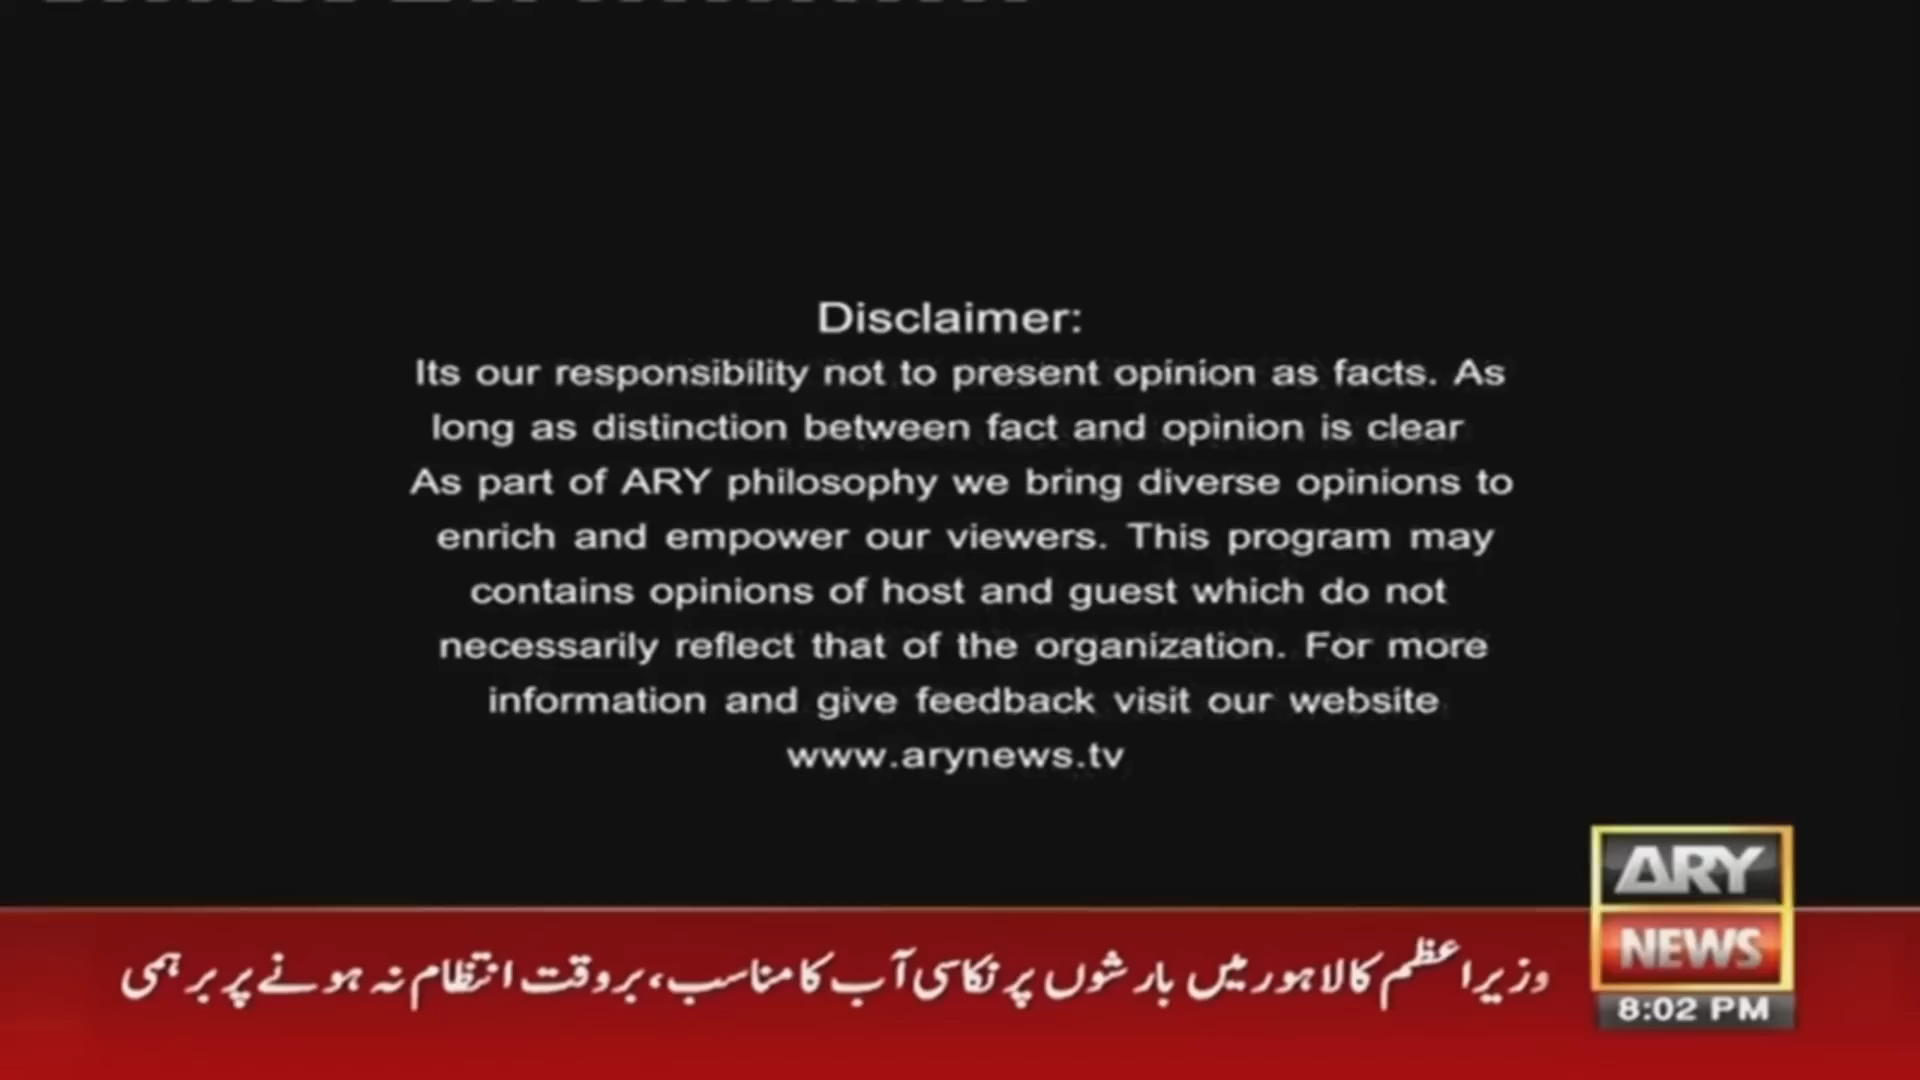 Disclaimer:
Its our responsibility not to present opinion as facts. As
long as distinction between fact and opinion is clear
As part of ARY philosophy we bring diverse opinions to
enrich and empower our viewers. This program may
contains opinions of host and guest which do not
necessarily reflect that of the organization. For more
information and give feedback visit our website
www.arynews.tv
ARY
NEWS
8:02 PM
وزیراعظم کا لاہور میں بارشوں پر نکاسی آب کا مناسب، بروقت انتظام نہ ہونے پر برہمی